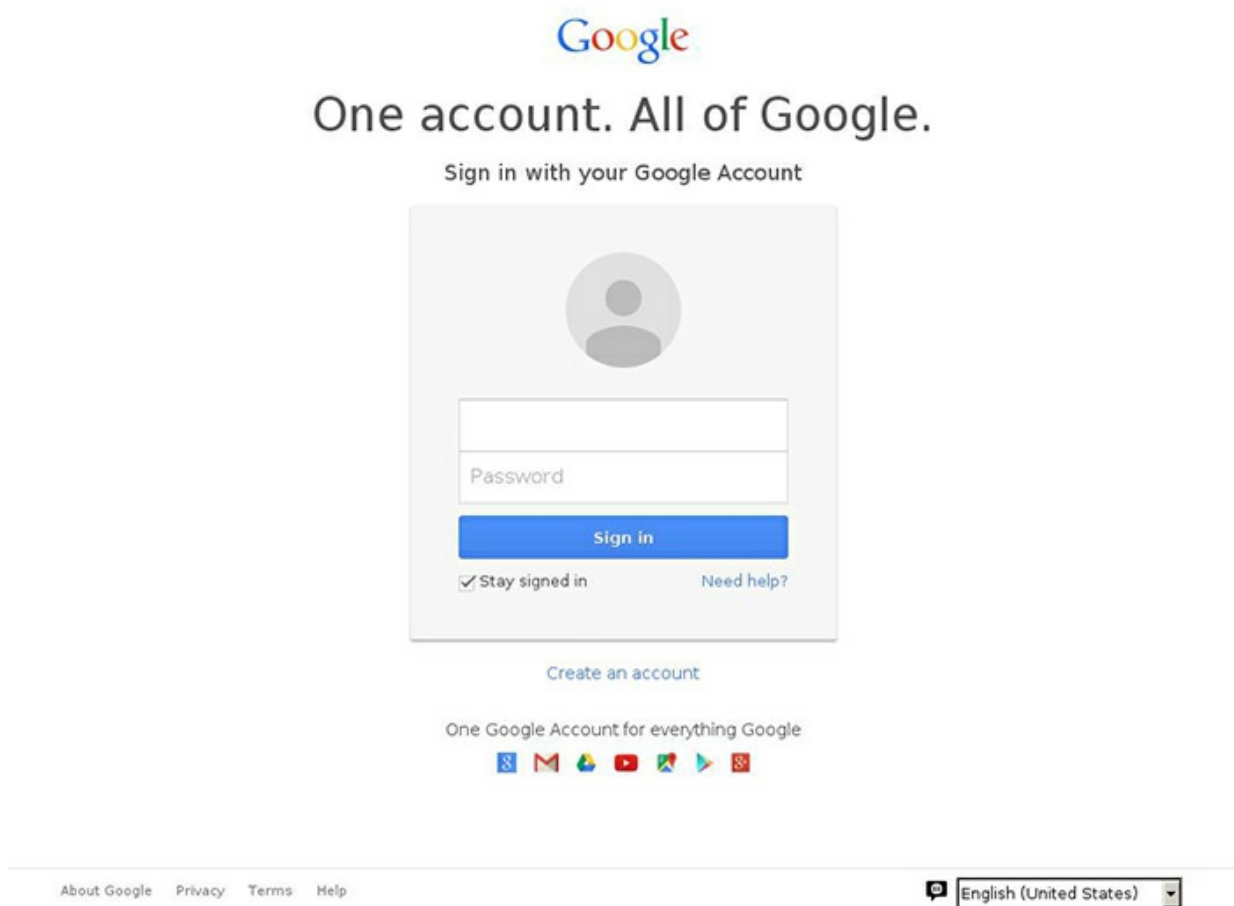 Google
One account. All of Google.
Sign in with your Google Account
Password
Sign in
Stay signed in Need help?
Create an account
One Google Account for everything Google
About Google Privacy Terms Help English (United States)